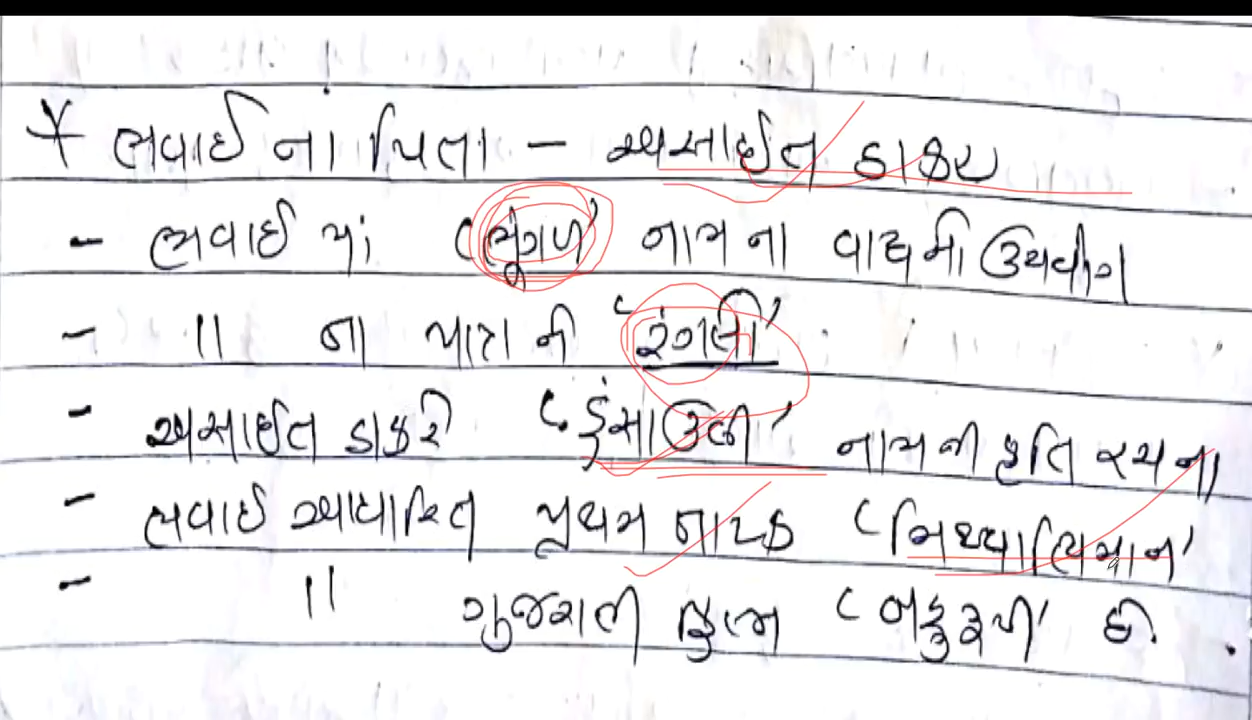 * ભવાઈ ના પિતા - અસાઈત ઠાકર
- ભવાઈ માં 'ભૂંગળ' નામ ના વાદ્યની ઉપયોગ
- 〃 ના પાત્રા ની 'રંગલી'
- અસાઈત ઠાકરે 'હંસાઉલી' નામ ની કૃતિ રચના
- ભવાઈ આધારિત પ્રથમ નાટક 'મિથ્યાભિમાન'
- 〃 ગુજરાતી ફિલ્મ 'બહુરૂપી' છે.